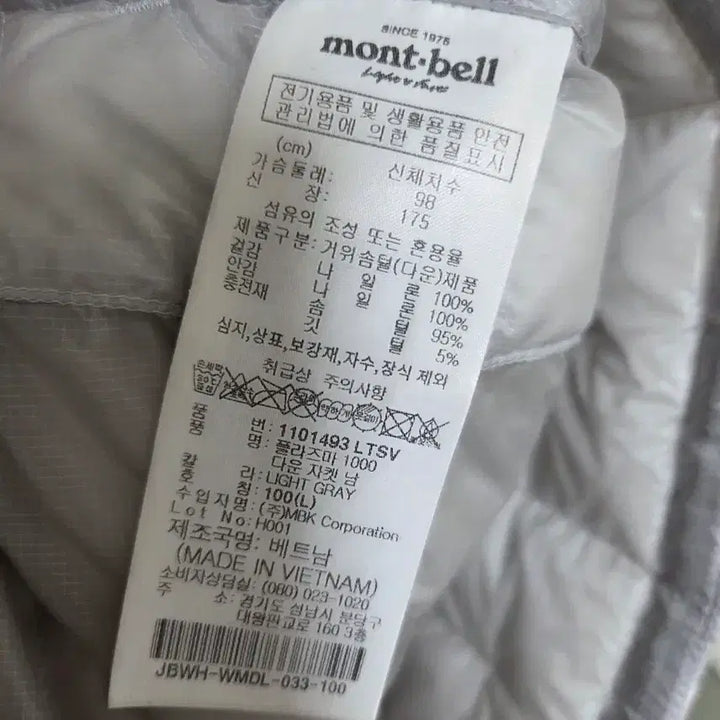 SINCE 1975
mont·bell
Light & Fast
전기용품 및 생활용품 안전
관리법에 의한 품질표시
(cm) 신체치수
가슴둘레: 98
신 장: 175
섬유의 조성 또는 혼용율
제품구분: 거위솜털(다운)제품
겉감 나 일 론 100%
안감 나 일 론 100%
충전재 솜 털 95%
깃 털 5%
심지,상표,보강재,자수,장식 제외
취급상 주의사항
품 번: 1101493 LTSV
품 명: 플라즈마 1000
다운 자켓 남
칼 라: LIGHT GRAY
호 칭: 100(L)
수입자명: (주)MBK Corporation
Lot No: H001
제조국명: 베트남
(MADE IN VIETNAM)
소비자상담실: (080) 023-1020
주 소: 경기도 성남시 분당구
대왕판교로 160 3층
JBWH-WMDL-033-100